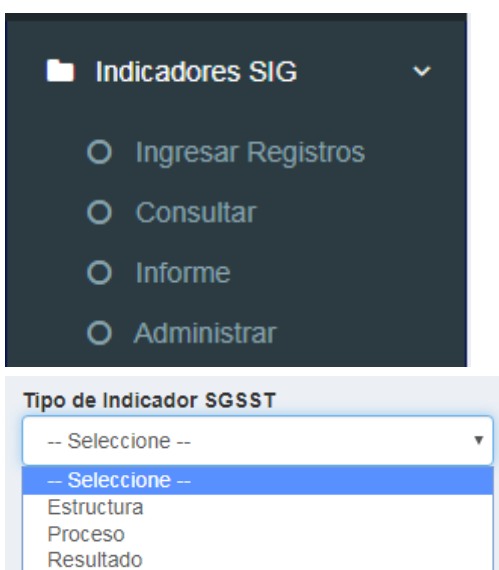 Indicadores SIG
Ingresar Registros
Consultar
Informe
Administrar
Tipo de Indicador SGSST
-- Seleccione --
-- Seleccione --
Estructura
Proceso
Resultado